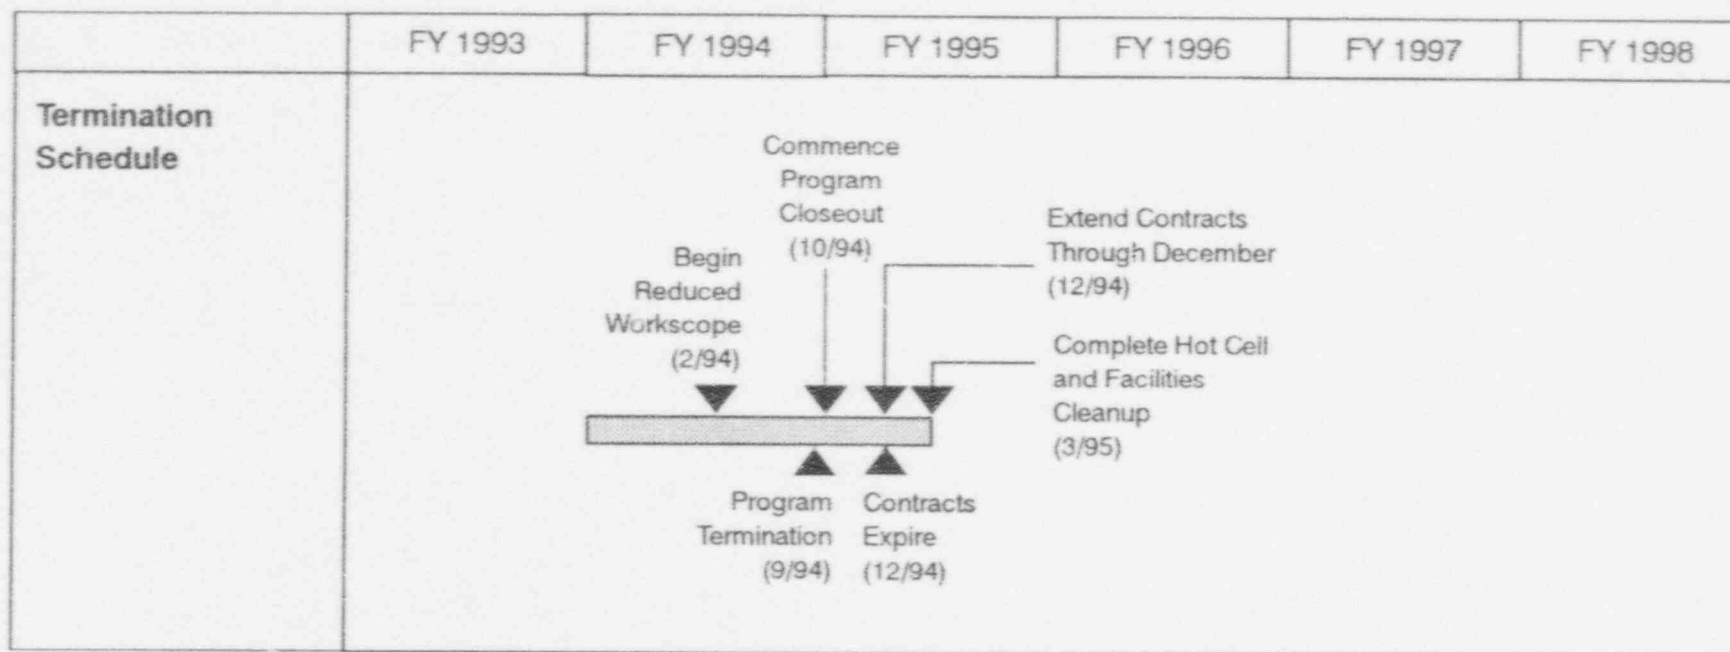 FY 1993 FY 1994 FY 1995 FY 1996 FY 1997 FY 1998
Termination
Schedule
Commence
Program
Closeout
(10/94)
Begin
Reduced
Workscope
(2/94)
Extend Contracts
Through December
(12/94)
Complete Hot Cell
and Facilities
Cleanup
(3/95)
Program
Termination
(9/94)
Contracts
Expire
(12/94)